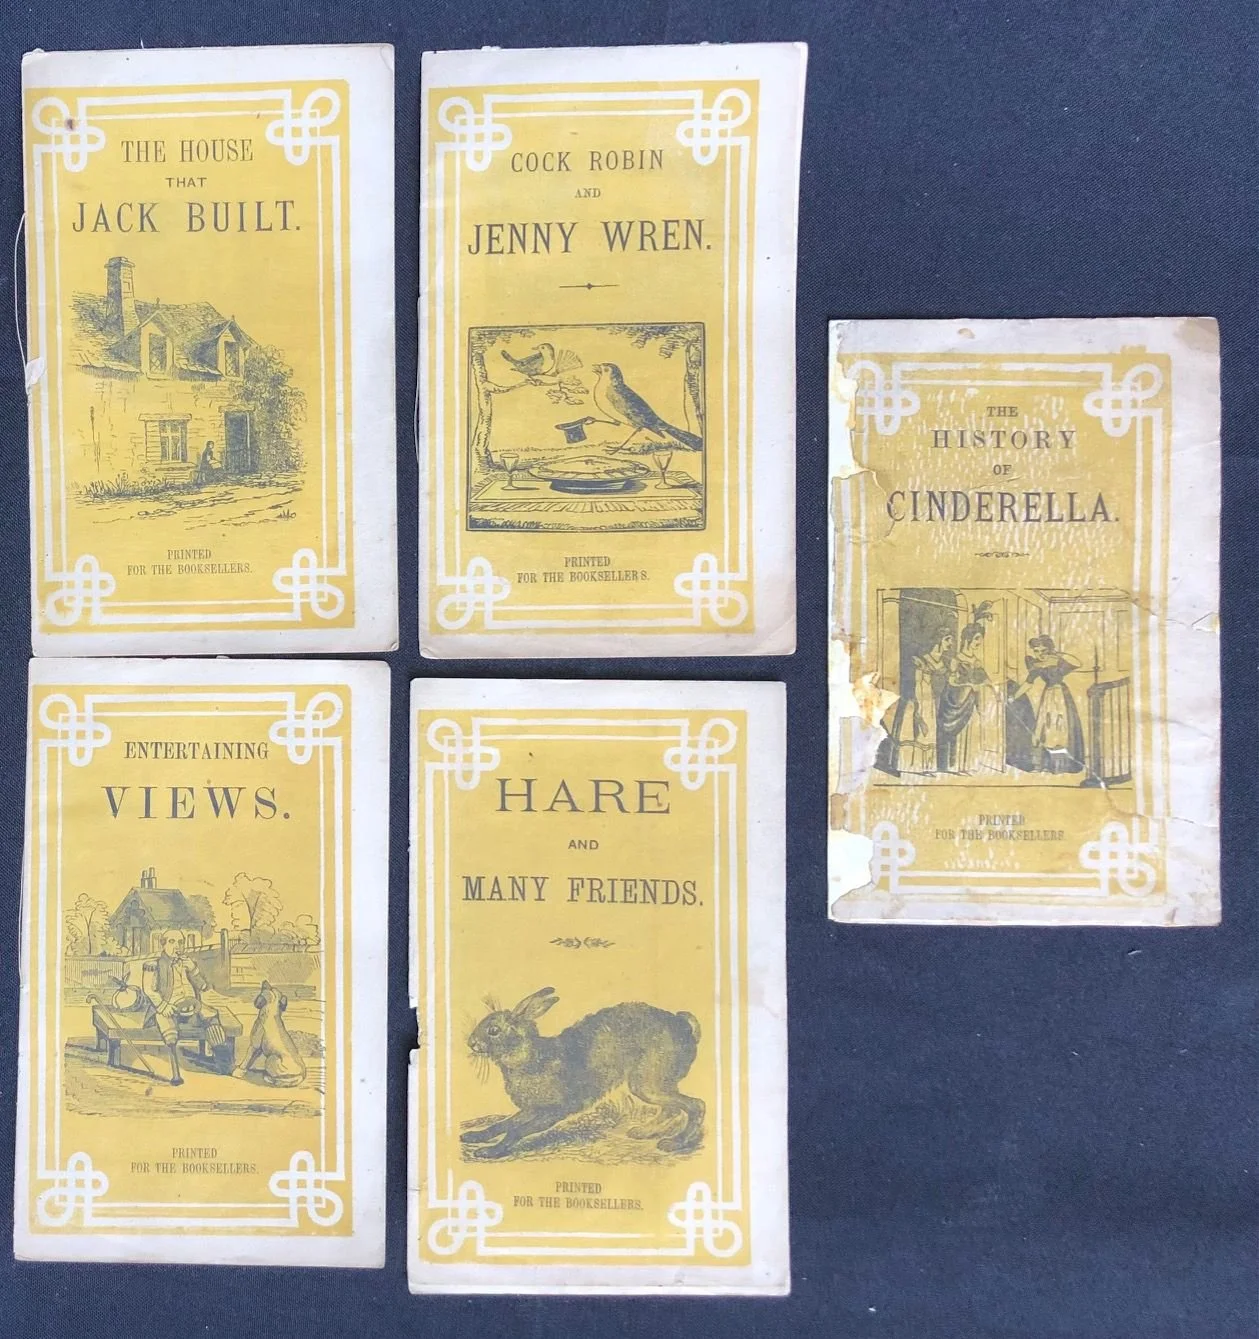 THE HOUSE
THAT
JACK BUILT.
PRINTED
FOR THE BOOKSELLERS.
COCK ROBIN
AND
JENNY WREN.
PRINTED
FOR THE BOOKSELLERS.
THE
HISTORY
OF
CINDERELLA.
PRINTED
FOR THE BOOKSELLERS
ENTERTAINING
VIEWS.
PRINTED
FOR THE BOOKSELLERS.
HARE
AND
MANY FRIENDS.
PRINTED
FOR THE BOOKSELLERS.